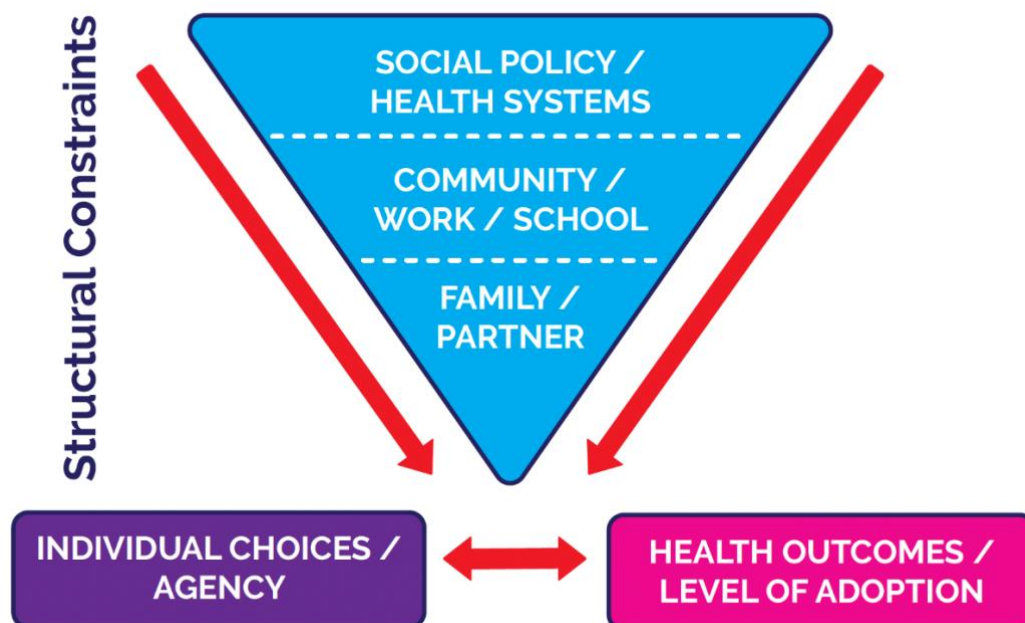 Structural Constraints
SOCIAL POLICY /
HEALTH SYSTEMS
COMMUNITY /
WORK / SCHOOL
FAMILY /
PARTNER
INDIVIDUAL CHOICES /
AGENCY
HEALTH OUTCOMES /
LEVEL OF ADOPTION